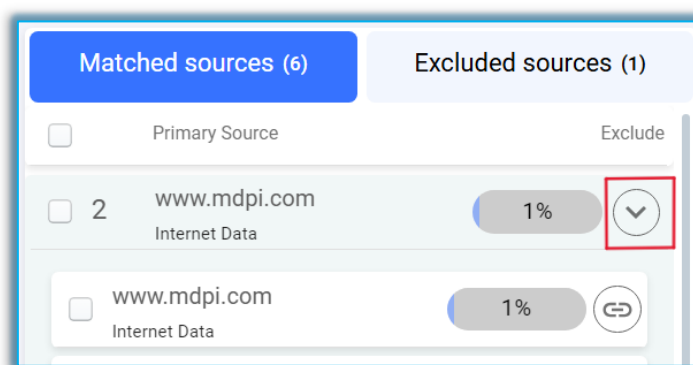 Matched sources (6) Excluded sources (1)
Primary Source Exclude
2 www.mdpi.com 1%
Internet Data
www.mdpi.com 1%
Internet Data